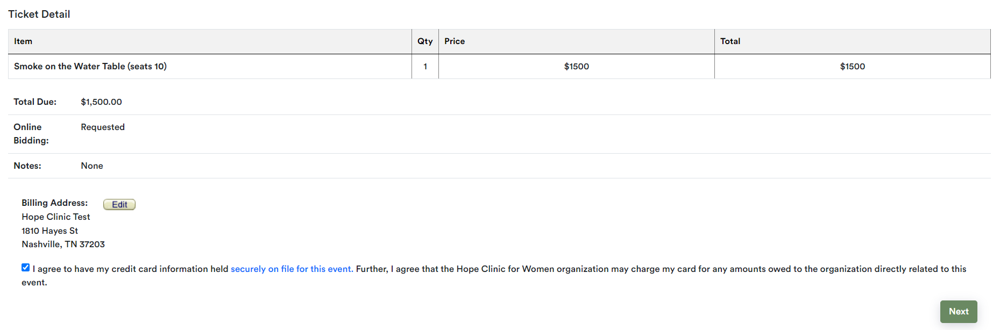 Ticket Detail
Item Qty Price Total
Smoke on the Water Table (seats 10) 1 $1500 $1500
Total Due: $1,500.00
Online Bidding: Requested
Notes: None
Billing Address: Edit
Hope Clinic Test
1810 Hayes St
Nashville, TN 37203
I agree to have my credit card information held securely on file for this event. Further, I agree that the Hope Clinic for Women organization may charge my card for any amounts owed to the organization directly related to this
event.
Next